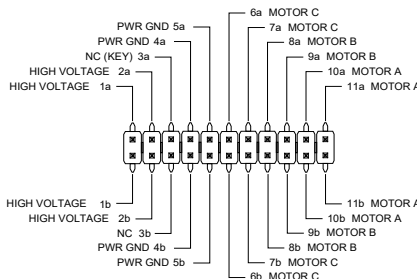 6a MOTOR C
PWR GND 5a
7a MOTOR C
PWR GND 4a
8a MOTOR B
NC (KEY) 3a
9a MOTOR B
HIGH VOLTAGE 2a
10a MOTOR A
HIGH VOLTAGE 1a
11a MOTOR A
HIGH VOLTAGE 1b
11b MOTOR A
HIGH VOLTAGE 2b
10b MOTOR A
NC 3b
9b MOTOR B
PWR GND 4b
8b MOTOR B
PWR GND 5b
7b MOTOR C
6b MOTOR C